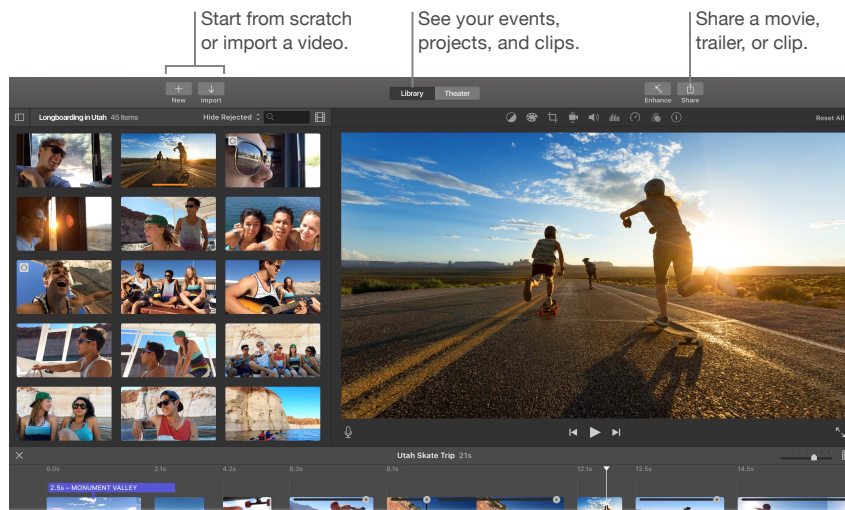 Start from scratch
or import a video.
See your events,
projects, and clips.
Share a movie,
trailer, or clip.
New
Import
Library
Theater
Enhance
Share
Longboarding in Utah 45 Items
Hide Rejected
Reset All
Utah Skate Trip 21s
0.0s
2.1s
4.2s
6.3s
8.1s
12.1s
12.5s
14.5s
2.5s – MONUMENT VALLEY